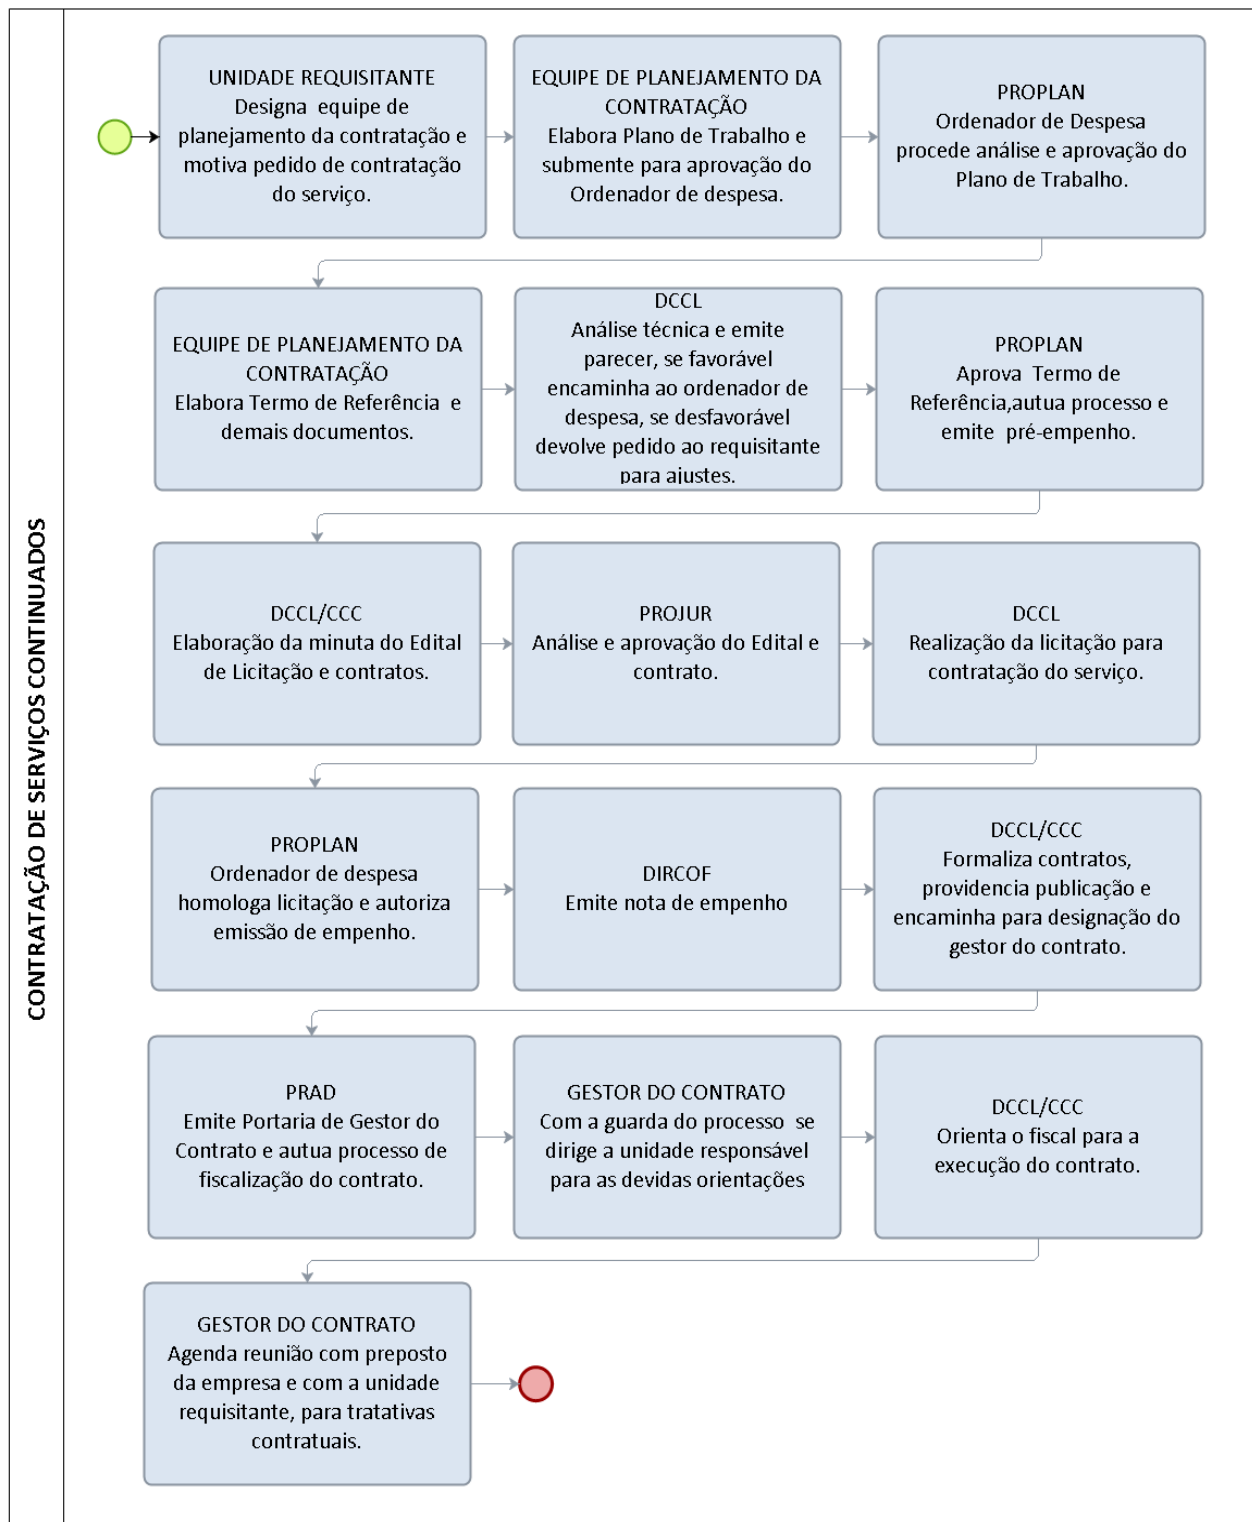 CONTRATAÇÃO DE SERVIÇOS CONTINUADOS
UNIDADE REQUISITANTE
Designa equipe de
planejamento da contratação e
motiva pedido de contratação
do serviço.
EQUIPE DE PLANEJAMENTO DA
CONTRATAÇÃO
Elabora Plano de Trabalho e
submente para aprovação do
Ordenador de despesa.
PROPLAN
Ordenador de Despesa
procede análise e aprovação do
Plano de Trabalho.
EQUIPE DE PLANEJAMENTO DA
CONTRATAÇÃO
Elabora Termo de Referência e
demais documentos.
DCCL
Análise técnica e emite
parecer, se favorável
encaminha ao ordenador de
despesa, se desfavorável
devolve pedido ao requisitante
para ajustes.
PROPLAN
Aprova Termo de
Referência,autua processo e
emite pré-empenho.
DCCL/CCC
Elaboração da minuta do Edital
de Licitação e contratos.
PROJUR
Análise e aprovação do Edital e
contrato.
DCCL
Realização da licitação para
contratação do serviço.
PROPLAN
Ordenador de despesa
homologa licitação e autoriza
emissão de empenho.
DIRCOF
Emite nota de empenho
DCCL/CCC
Formaliza contratos,
providencia publicação e
encaminha para designação do
gestor do contrato.
PRAD
Emite Portaria de Gestor do
Contrato e autua processo de
fiscalização do contrato.
GESTOR DO CONTRATO
Com a guarda do processo se
dirige a unidade responsável
para as devidas orientações
DCCL/CCC
Orienta o fiscal para a
execução do contrato.
GESTOR DO CONTRATO
Agenda reunião com preposto
da empresa e com a unidade
requisitante, para tratativas
contratuais.